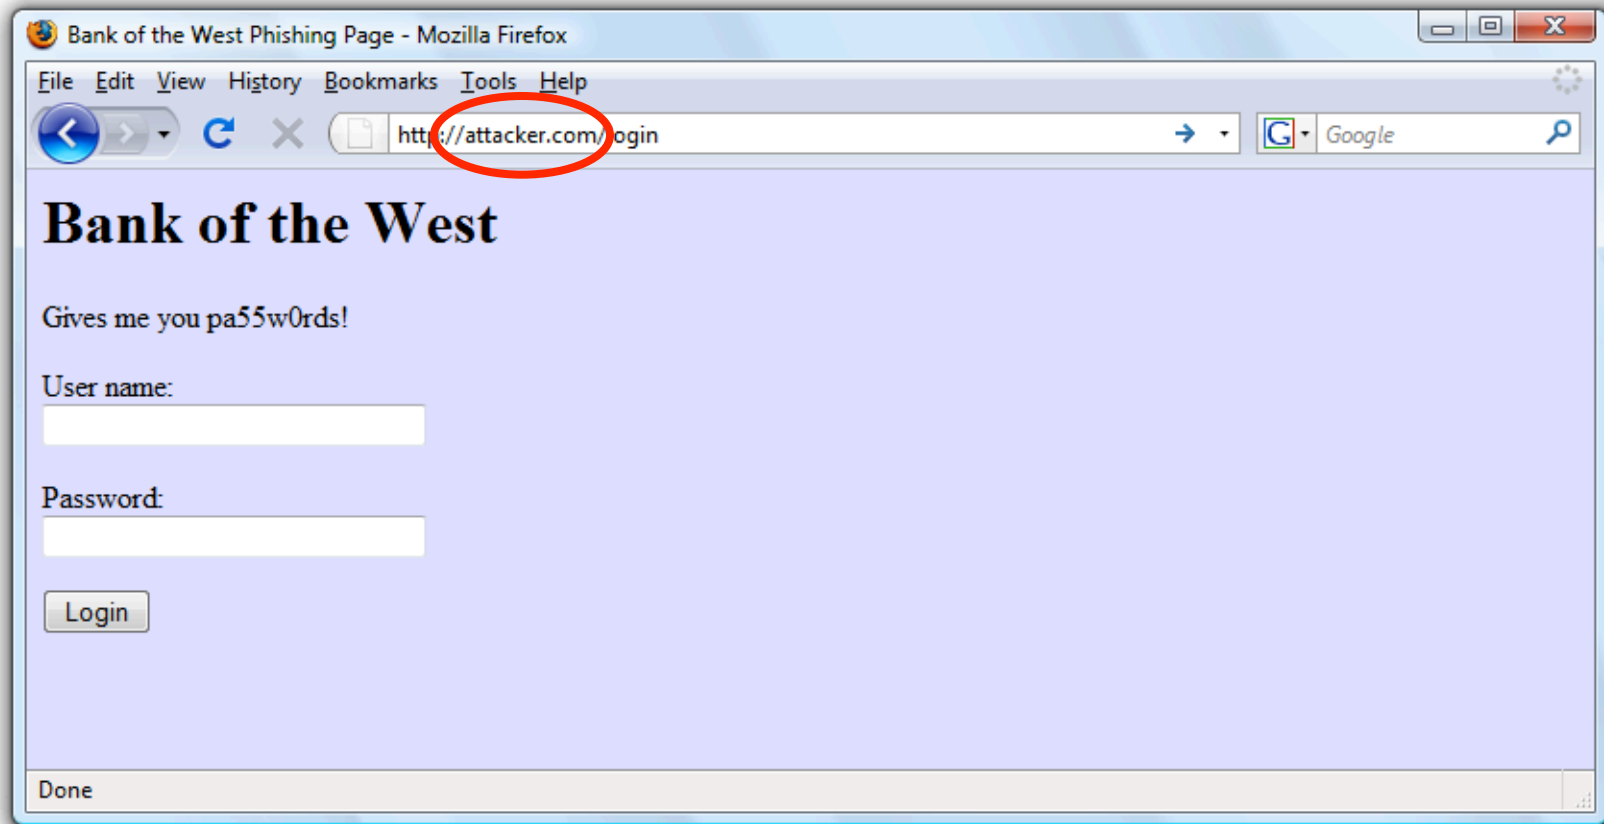 Bank of the West Phishing Page - Mozilla Firefox
File Edit View History Bookmarks Tools Help
http://attacker.com/login
G Google
Bank of the West
Gives me you pa55w0rds!
User name:
Password:
Login
Done